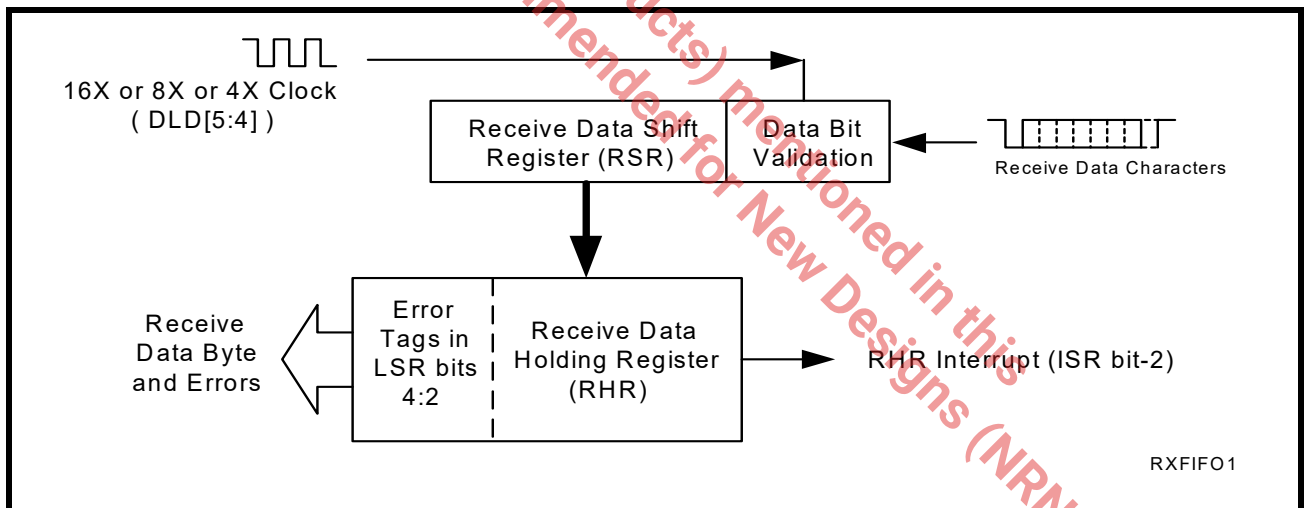 16X or 8X or 4X Clock
( DLD[5:4] )
Receive Data Shift
Register (RSR)
Data Bit
Validation
Receive Data Characters
Receive
Data Byte
and Errors
Error
Tags in
LSR bits
4:2
Receive Data
Holding Register
(RHR)
RHR Interrupt (ISR bit-2)
RXFIFO1
ucts) mentioned in this
mmended for New Designs (NRN